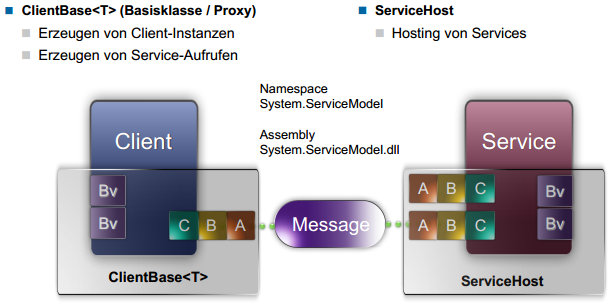 ClientBase<T> (Basisklasse / Proxy)
Erzeugen von Client-Instanzen
Erzeugen von Service-Aufrufen
ServiceHost
Hosting von Services
Namespace
System.ServiceModel
Assembly
System.ServiceModel.dll
Client
Bv
Bv
C B A
ClientBase<T>
Message
Service
A B C
Bv
A B C
Bv
ServiceHost